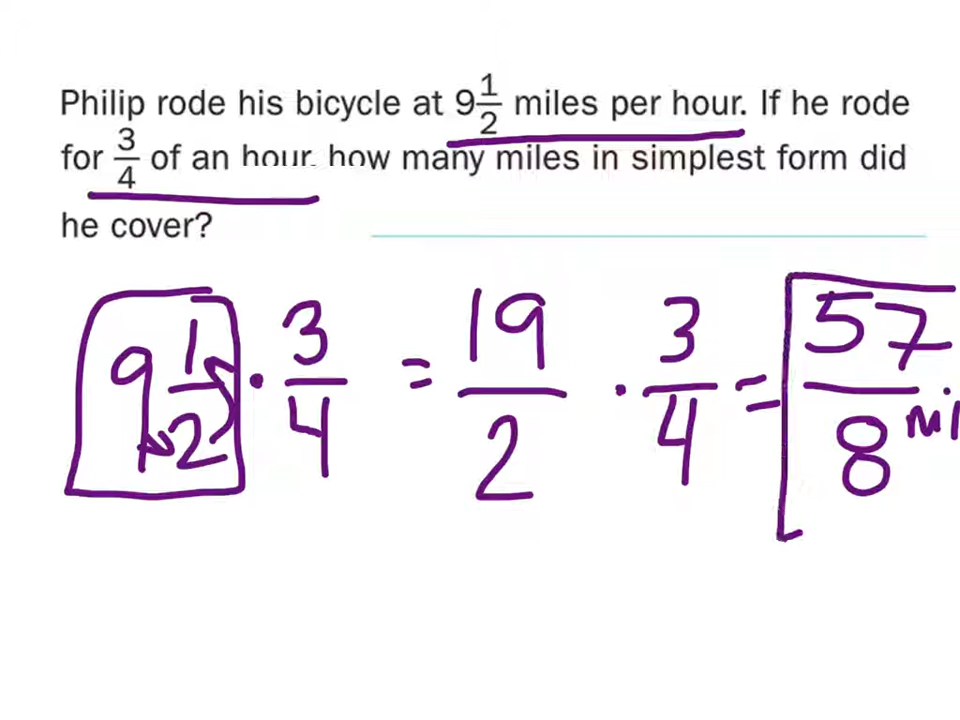 Philip rode his bicycle at 9 1/2 miles per hour. If he rode
for 3/4 of an hour, how many miles in simplest form did
he cover?
9 1/2 · 3/4 = 19/2 · 3/4 = 57/8 mi